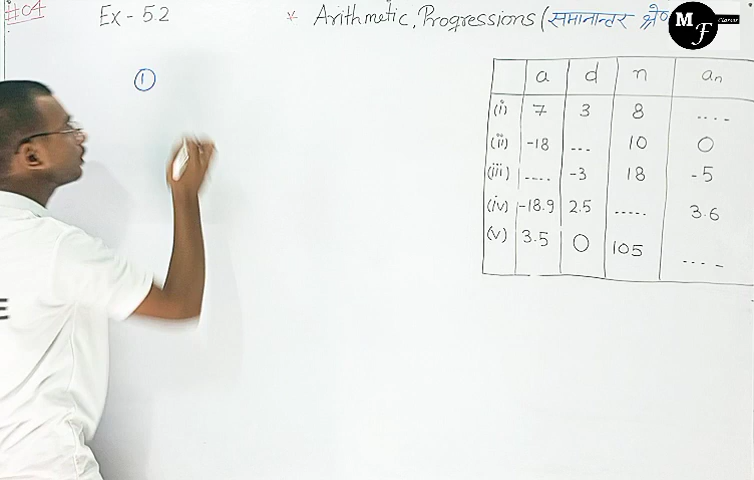 #04 Ex - 5.2 * Arithmetic Progressions (समानान्तर श्रे
M F Classes
①
a d n an
(i) 7 3 8 ....
(ii) -18 ... 10 0
(iii) .... -3 18 -5
(iv) -18.9 2.5 ..... 3.6
(v) 3.5 0 105 ....
E